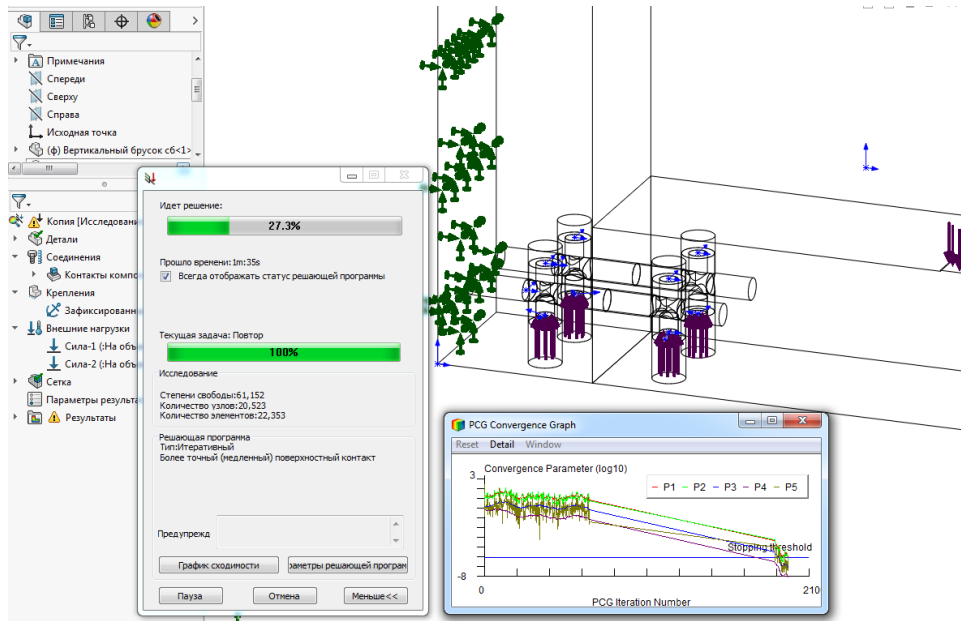 Примечания
Спереди
Сверху
Справа
Исходная точка
(ф) Вертикальный брусок сб<1>
Копия [Исследовани
Детали
Соединения
Контакты компо
Крепления
Зафиксированн
Внешние нагрузки
Сила-1 (:На объ
Сила-2 (:На объ
Сетка
Параметры результа
Результаты
Идет решение:
27.3%
Прошло времени:1m:35s
Всегда отображать статус решающей программы
Текущая задача: Повтор
100%
Исследование
Степени свободы:61,152
Количество узлов:20,523
Количество элементов:22,353
Решающая программа
Тип:Итеративный
Более точный (медленный) поверхностный контакт
Предупрежд
График сходимости
заметры решающей програм
Пауза
Отмена
Меньше<<
PCG Convergence Graph
Reset Detail Window
Convergence Parameter (log10)
3
P1 P2 P3 P4 P5
Stopping threshold
-8
0
210
PCG Iteration Number